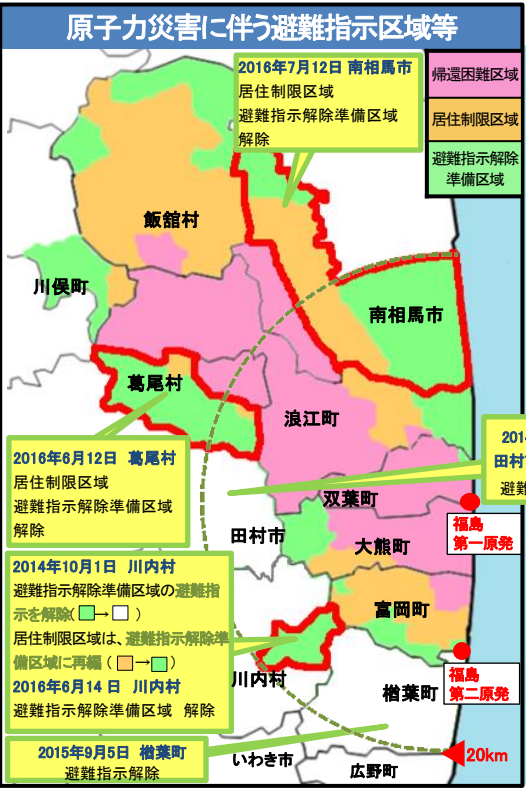 原子力災害に伴う避難指示区域等
2016年7月12日 南相馬市
居住制限区域
避難指示解除準備区域
解除
帰還困難区域
居住制限区域
避難指示解除
準備区域
飯舘村
川俣町
南相馬市
葛尾村
浪江町
2016年6月12日 葛尾村
居住制限区域
避難指示解除準備区域
解除
2014
田村
避難
双葉町
福島
第一原発
田村市
大熊町
2014年10月1日 川内村
避難指示解除準備区域の避難指
示を解除(□→□)
居住制限区域は、避難指示解除準
備区域に再編(□→□)
2016年6月14日 川内村
避難指示解除準備区域 解除
富岡町
福島
第二原発
川内村
楢葉町
2015年9月5日 楢葉町
避難指示解除
いわき市
広野町
20km